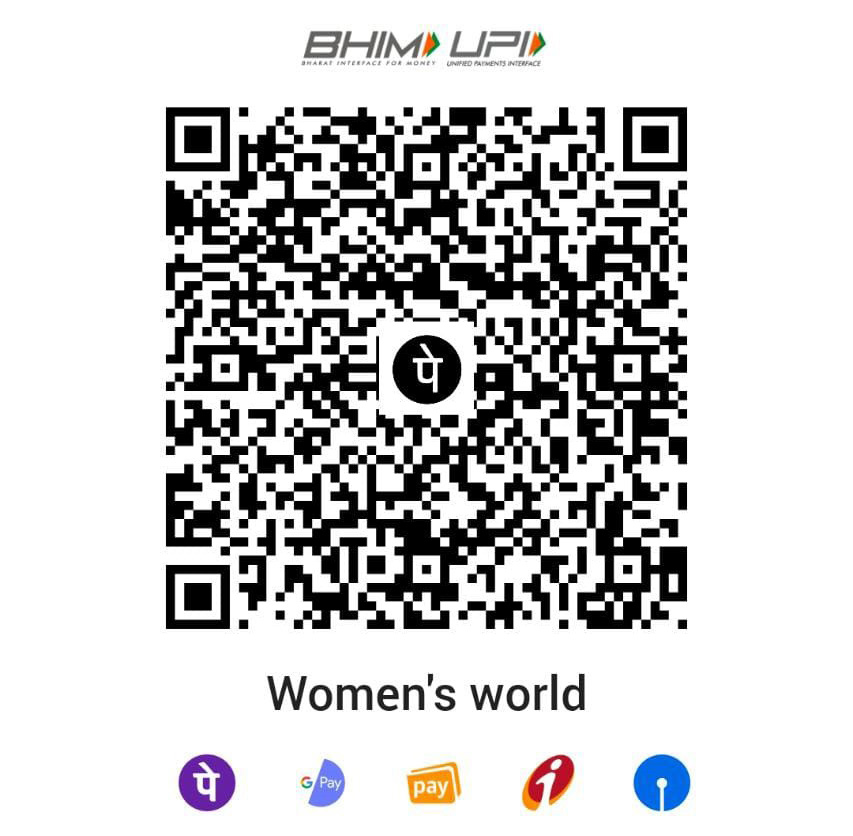 BHIM UPI
BHARAT INTERFACE FOR MONEY UNIFIED PAYMENTS INTERFACE
पे
Women's world
पे G Pay pay i